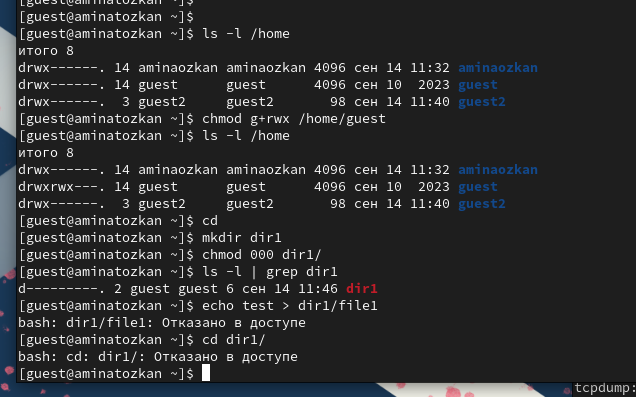 [guest@aminatozkan ~]$
[guest@aminatozkan ~]$
[guest@aminatozkan ~]$ ls -l /home
итого 8
drwx------. 14 aminaozkan aminaozkan 4096 сен 14 11:32 aminaozkan
drwx------. 14 guest      guest      4096 сен 10  2023 guest
drwx------.  3 guest2     guest2       98 сен 14 11:40 guest2
[guest@aminatozkan ~]$ chmod g+rwx /home/guest
[guest@aminatozkan ~]$ ls -l /home
итого 8
drwx------. 14 aminaozkan aminaozkan 4096 сен 14 11:32 aminaozkan
drwxrwx---. 14 guest      guest      4096 сен 10  2023 guest
drwx------.  3 guest2     guest2       98 сен 14 11:40 guest2
[guest@aminatozkan ~]$ cd
[guest@aminatozkan ~]$ mkdir dir1
[guest@aminatozkan ~]$ chmod 000 dir1/
[guest@aminatozkan ~]$ ls -l | grep dir1
d---------. 2 guest guest 6 сен 14 11:46 dir1
[guest@aminatozkan ~]$ echo test > dir1/file1
bash: dir1/file1: Отказано в доступе
[guest@aminatozkan ~]$ cd dir1/
bash: cd: dir1/: Отказано в доступе
[guest@aminatozkan ~]$
tcpdump: